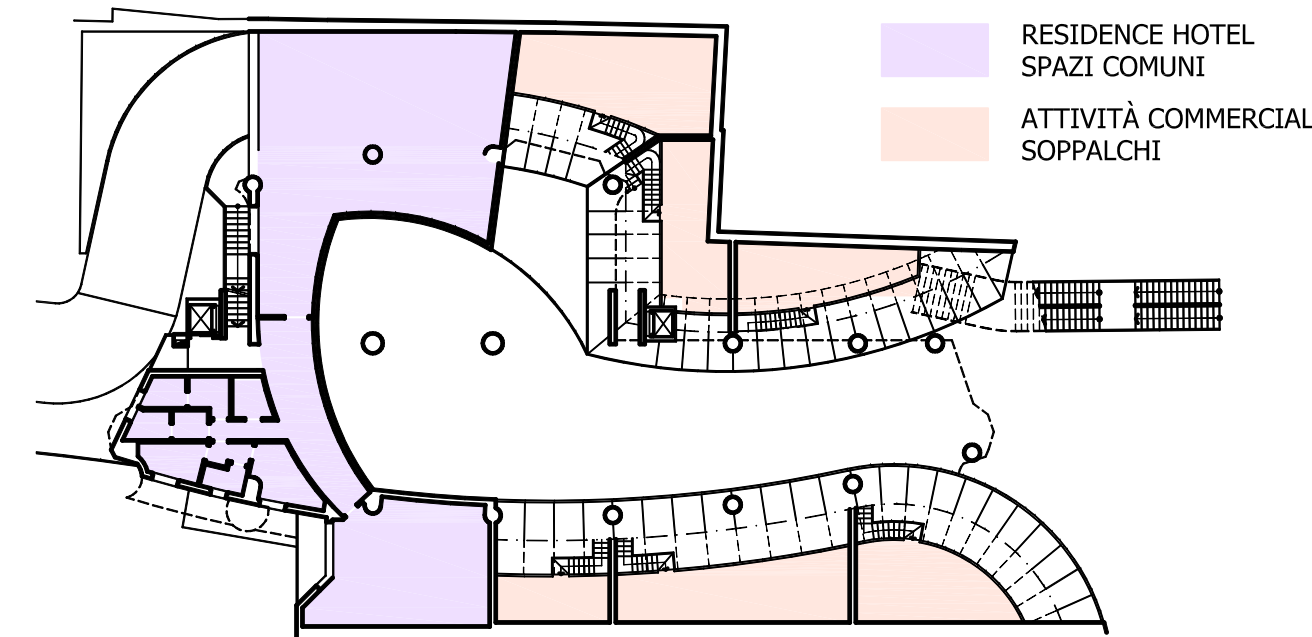 RESIDENCE HOTEL
SPAZI COMUNI
ATTIVITÀ COMMERCIAL
SOPPALCHI